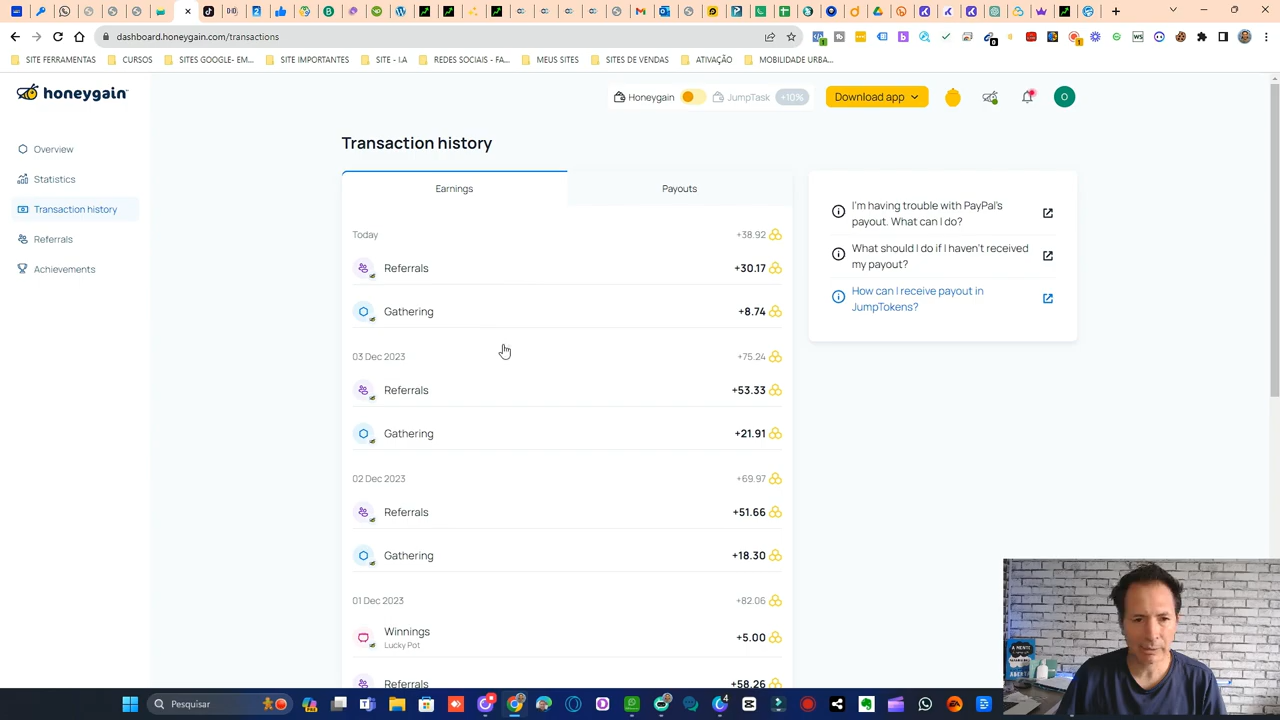 dashboard.honeygain.com/transactions
SITE FERRAMENTAS
CURSOS
SITES GOOGLE- EM...
SITE IMPORTANTES
SITE - I.A
REDES SOCIAIS - FA...
MEUS SITES
SITES DE VENDAS
ATIVAÇÃO
MOBILIDADE URBA...
honeygain
Honeygain
JumpTask
+10%
Download app
O
Overview
Statistics
Transaction history
Referrals
Achievements
Transaction history
Earnings
Payouts
Today
+38.92
Referrals
+30.17
Gathering
+8.74
03 Dec 2023
+75.24
Referrals
+53.33
Gathering
+21.91
02 Dec 2023
+69.97
Referrals
+51.66
Gathering
+18.30
01 Dec 2023
+82.06
Winnings
Lucky Pot
+5.00
Referrals
+58.26
I'm having trouble with PayPal's
payout. What can I do?
What should I do if I haven't received
my payout?
How can I receive payout in
JumpTokens?
A MENTE
Pesquisar